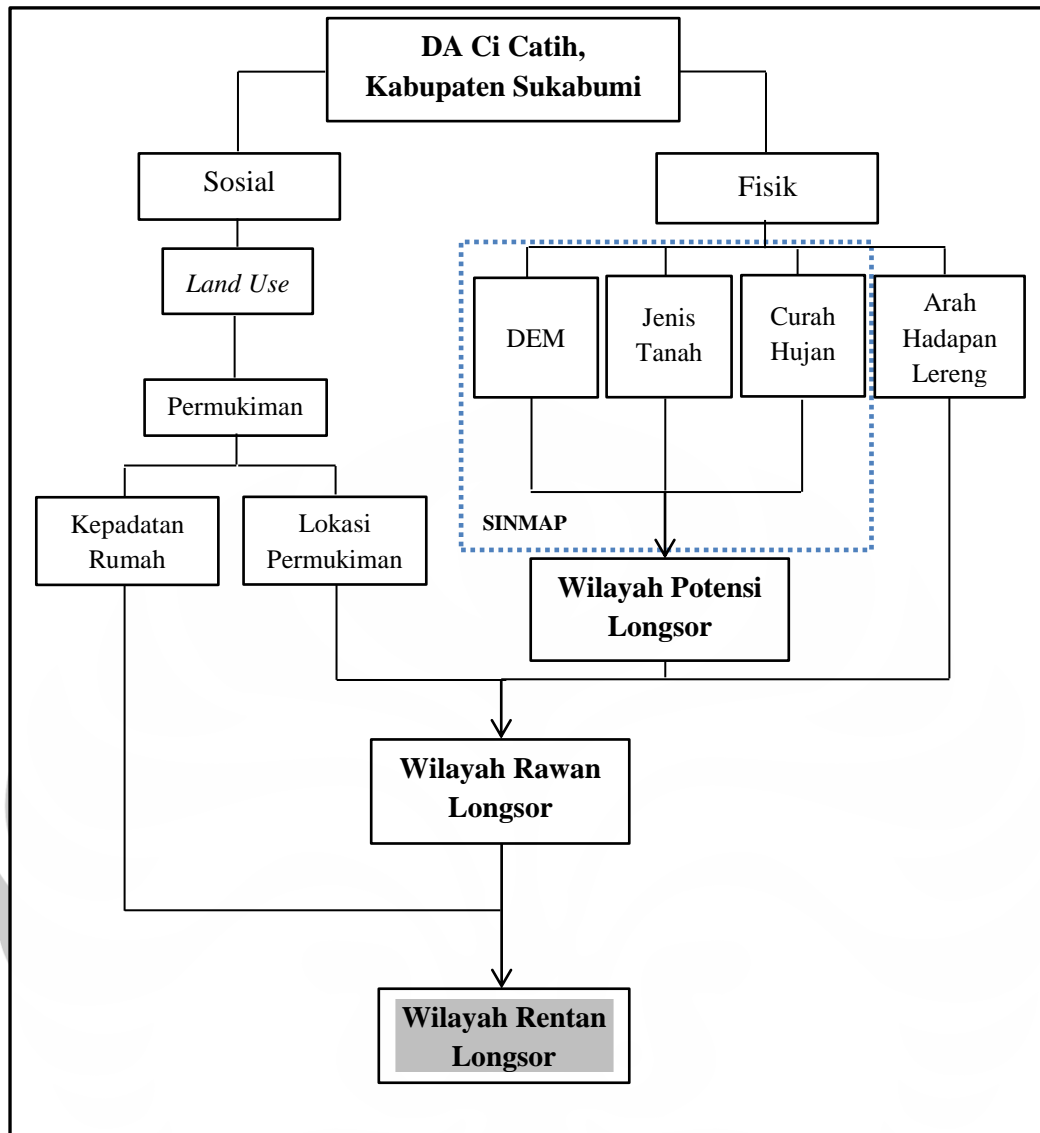 DA Ci Catih,
Kabupaten Sukabumi
Sosial
Fisik
Land Use
DEM
Jenis
Tanah
Curah
Hujan
Arah
Hadapan
Lereng
Permukiman
Kepadatan
Rumah
Lokasi
Permukiman
SINMAP
Wilayah Potensi
Longsor
Wilayah Rawan
Longsor
Wilayah Rentan
Longsor